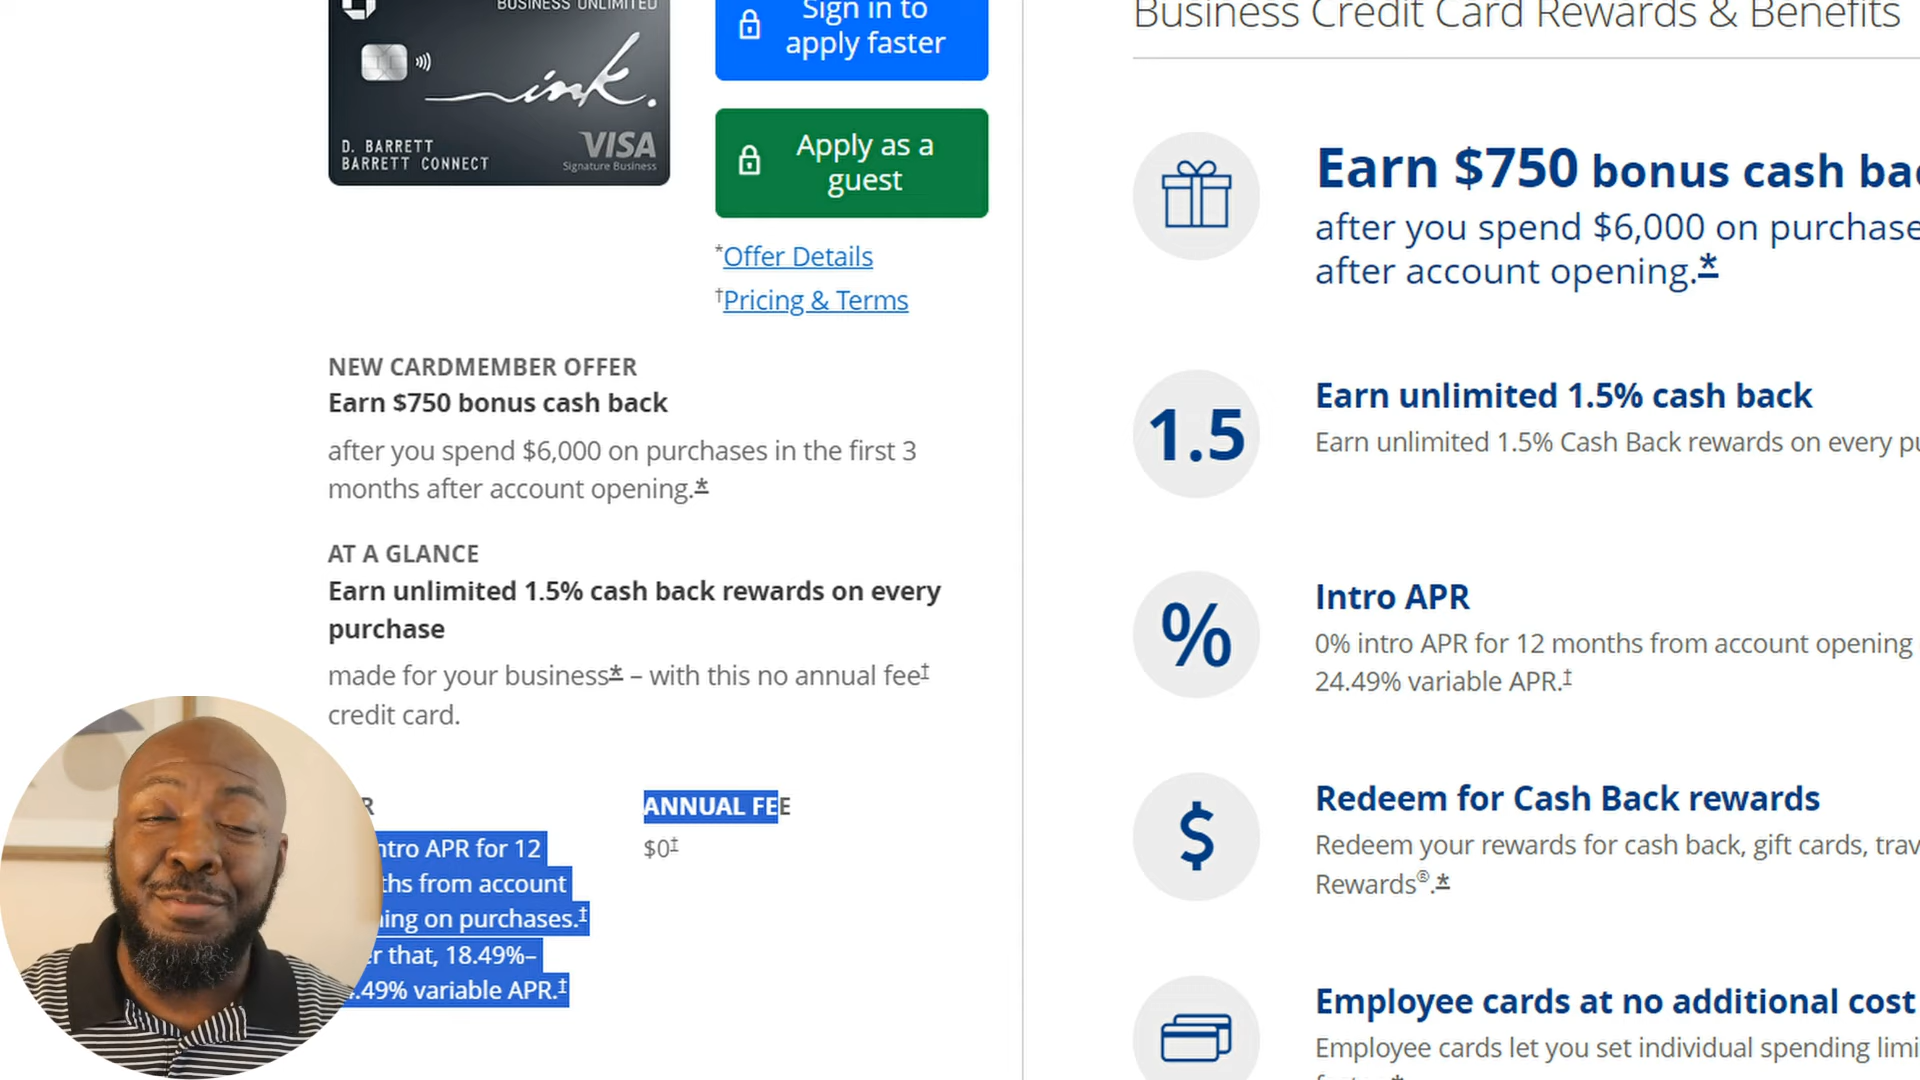 BUSINESS UNLIMITED
ink.
D. BARRETT
BARRETT CONNECT
VISA
Signature Business
Sign in to
apply faster
Apply as a
guest
*Offer Details
†Pricing & Terms
NEW CARDMEMBER OFFER
Earn $750 bonus cash back
after you spend $6,000 on purchases in the first 3
months after account opening.*
AT A GLANCE
Earn unlimited 1.5% cash back rewards on every
purchase
made for your business* – with this no annual fee†
credit card.
R
ntro APR for 12
ths from account
ing on purchases.‡
r that, 18.49%–
.49% variable APR.‡
ANNUAL FEE
$0‡
Business Credit Card Rewards & Benefits
Earn $750 bonus cash bac
after you spend $6,000 on purchase
after account opening.*
1.5
Earn unlimited 1.5% cash back
Earn unlimited 1.5% Cash Back rewards on every pu
%
Intro APR
0% intro APR for 12 months from account opening
24.49% variable APR.‡
$
Redeem for Cash Back rewards
Redeem your rewards for cash back, gift cards, trav
Rewards®.*
Employee cards at no additional cost
Employee cards let you set individual spending limi